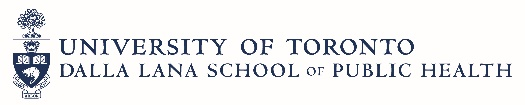 UNIVERSITY OF TORONTO
DALLA LANA SCHOOL OF PUBLIC HEALTH